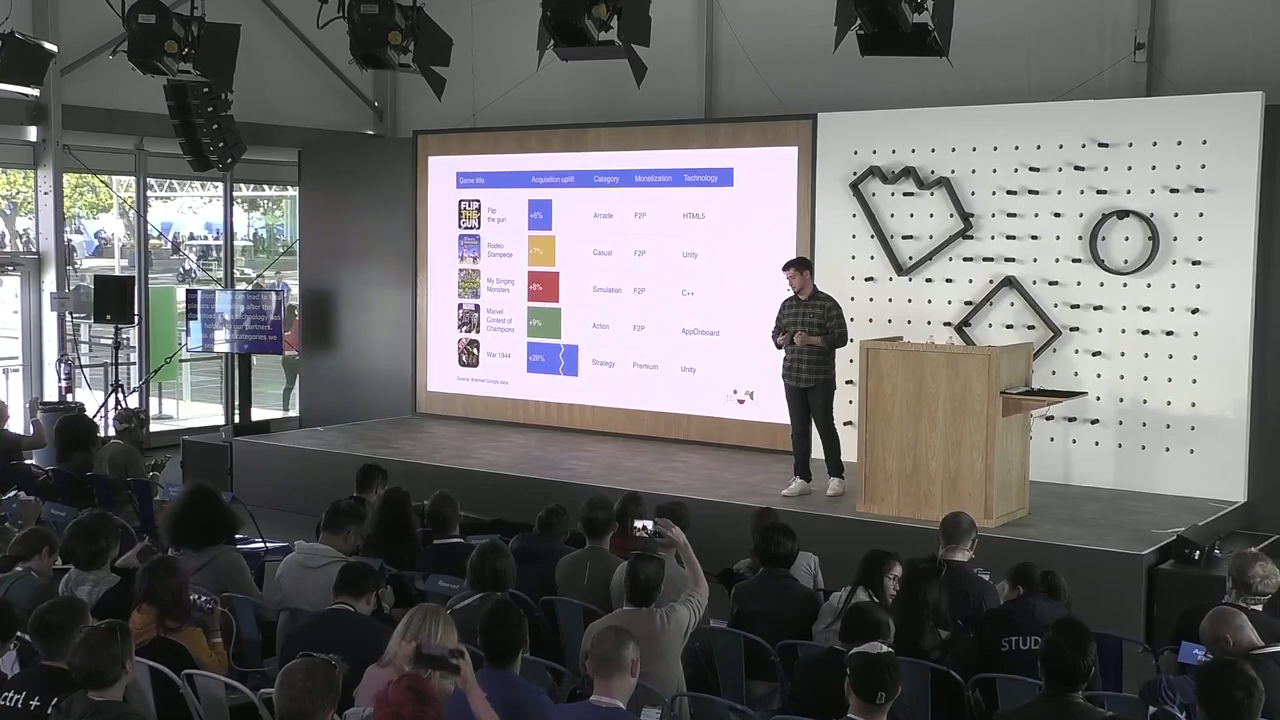 Game title Acquisition uplift Category Monetization Technology
FLIP THE GUN Flip the gun +6% Arcade F2P HTML5
Rodeo Stampede +7% Casual F2P Unity
My Singing Monsters +8% Simulation F2P C++
Marvel Contest of Champions +9% Action F2P AppOnboard
War 1944 +26% Strategy Premium Unity
Source: Internal Google data
STUD
ctrl +